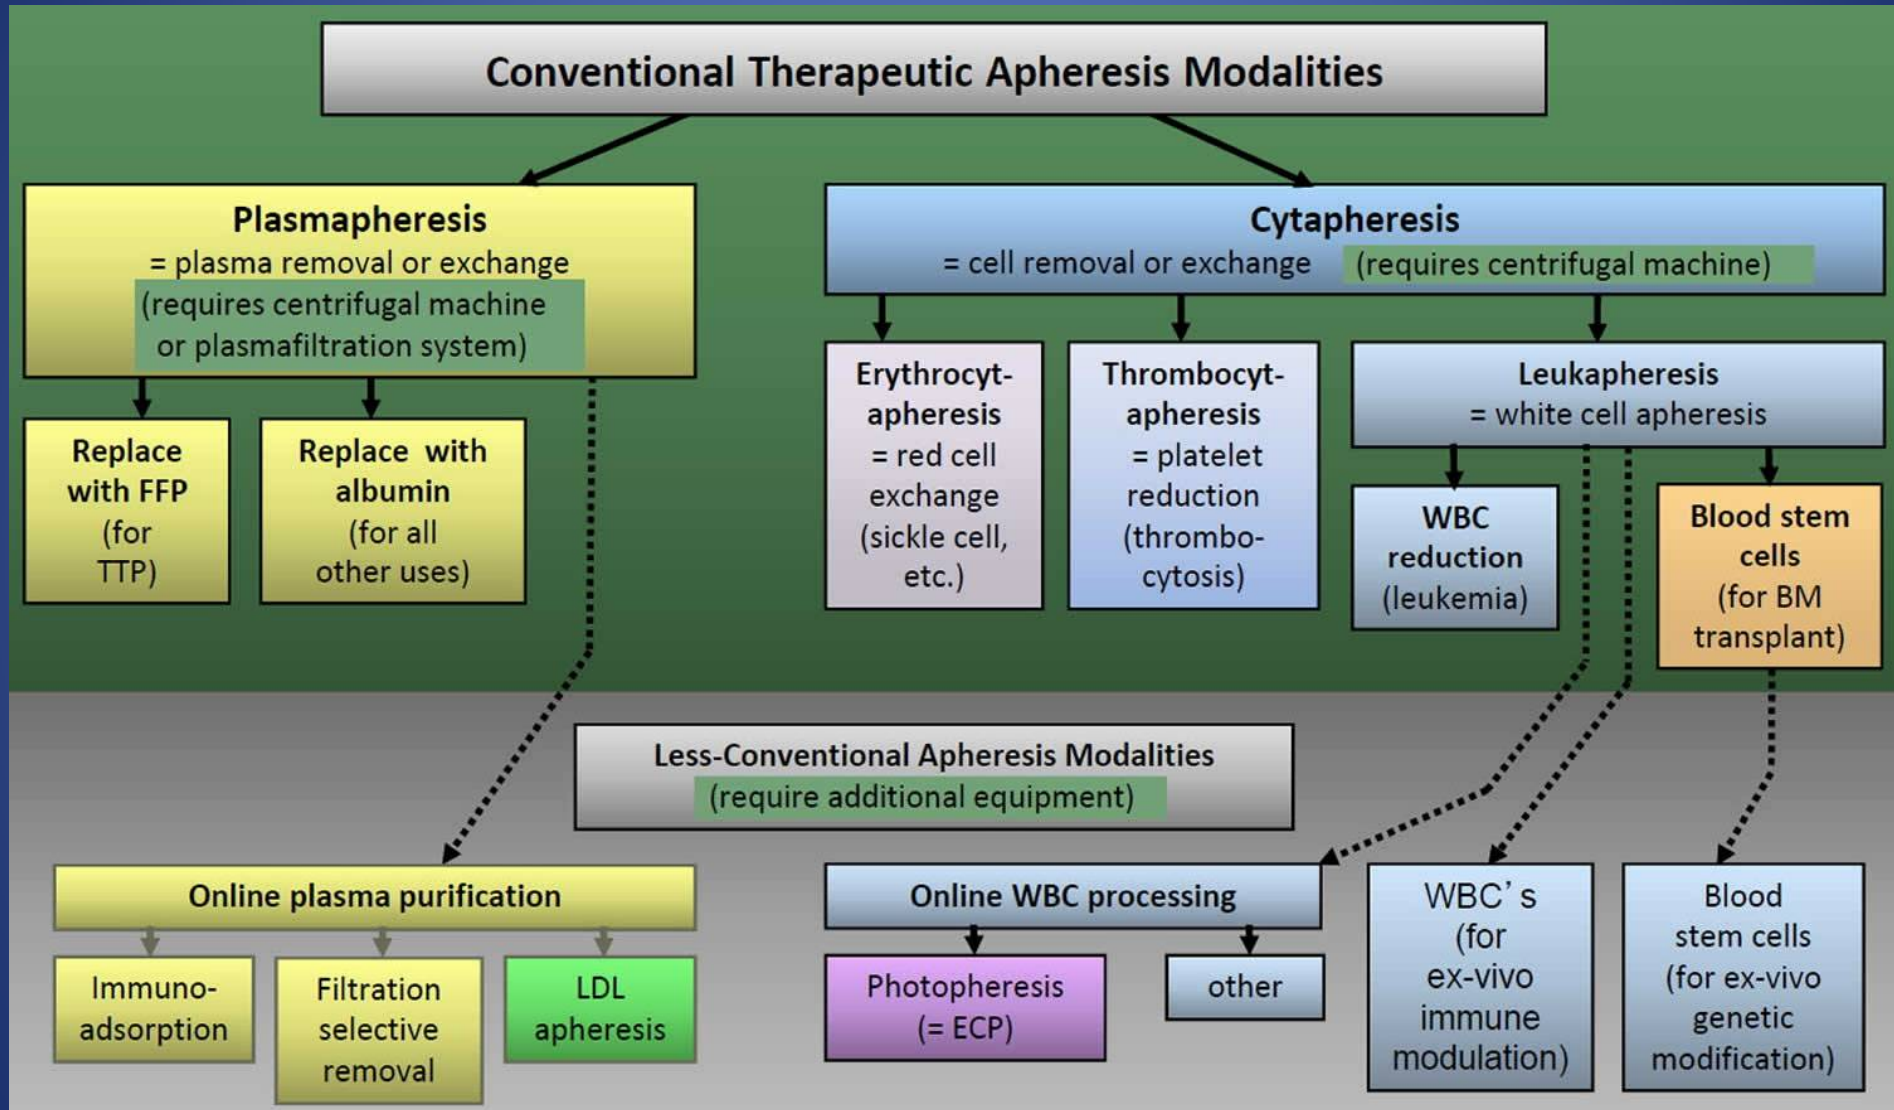 Conventional Therapeutic Apheresis Modalities
Plasmapheresis
= plasma removal or exchange
(requires centrifugal machine
or plasmafiltration system)
Cytapheresis
= cell removal or exchange (requires centrifugal machine)
Replace
with FFP
(for
TTP)
Replace with
albumin
(for all
other uses)
Erythrocyt-
apheresis
= red cell
exchange
(sickle cell,
etc.)
Thrombocyt-
apheresis
= platelet
reduction
(thrombo-
cytosis)
Leukapheresis
= white cell apheresis
WBC
reduction
(leukemia)
Blood stem
cells
(for BM
transplant)
Less-Conventional Apheresis Modalities
(require additional equipment)
Online plasma purification
Immuno-
adsorption
Filtration
selective
removal
LDL
apheresis
Online WBC processing
Photopheresis
(= ECP)
other
WBC’s
(for
ex-vivo
immune
modulation)
Blood
stem cells
(for ex-vivo
genetic
modification)